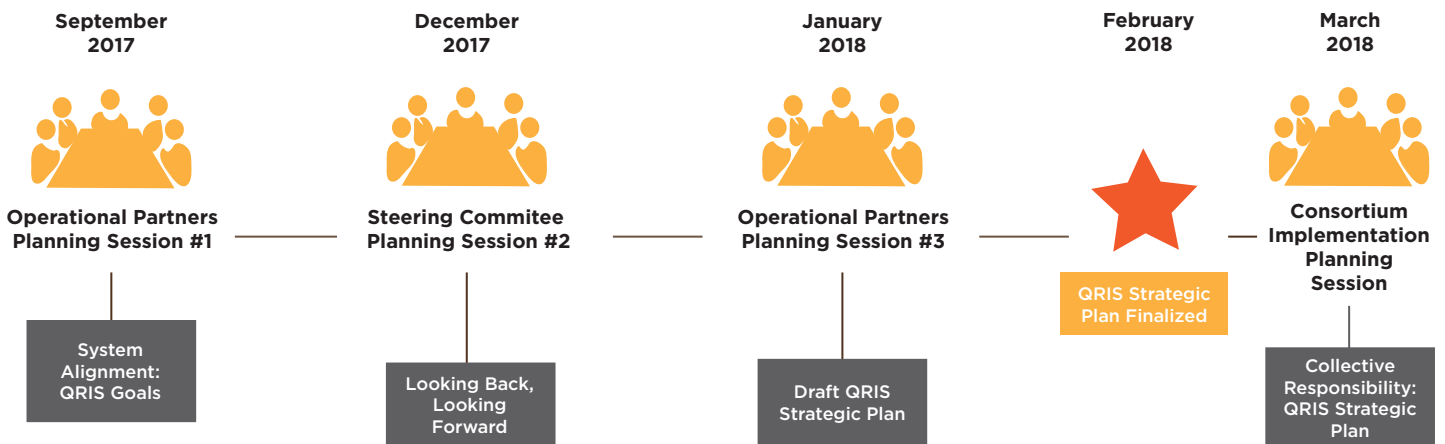 September
2017
December
2017
January
2018
February
2018
March
2018
Operational Partners
Planning Session #1
Steering Commitee
Planning Session #2
Operational Partners
Planning Session #3
Consortium
Implementation
Planning
Session
System
Alignment:
QRIS Goals
Looking Back,
Looking
Forward
Draft QRIS
Strategic Plan
QRIS Strategic
Plan Finalized
Collective
Responsibility:
QRIS Strategic
Plan